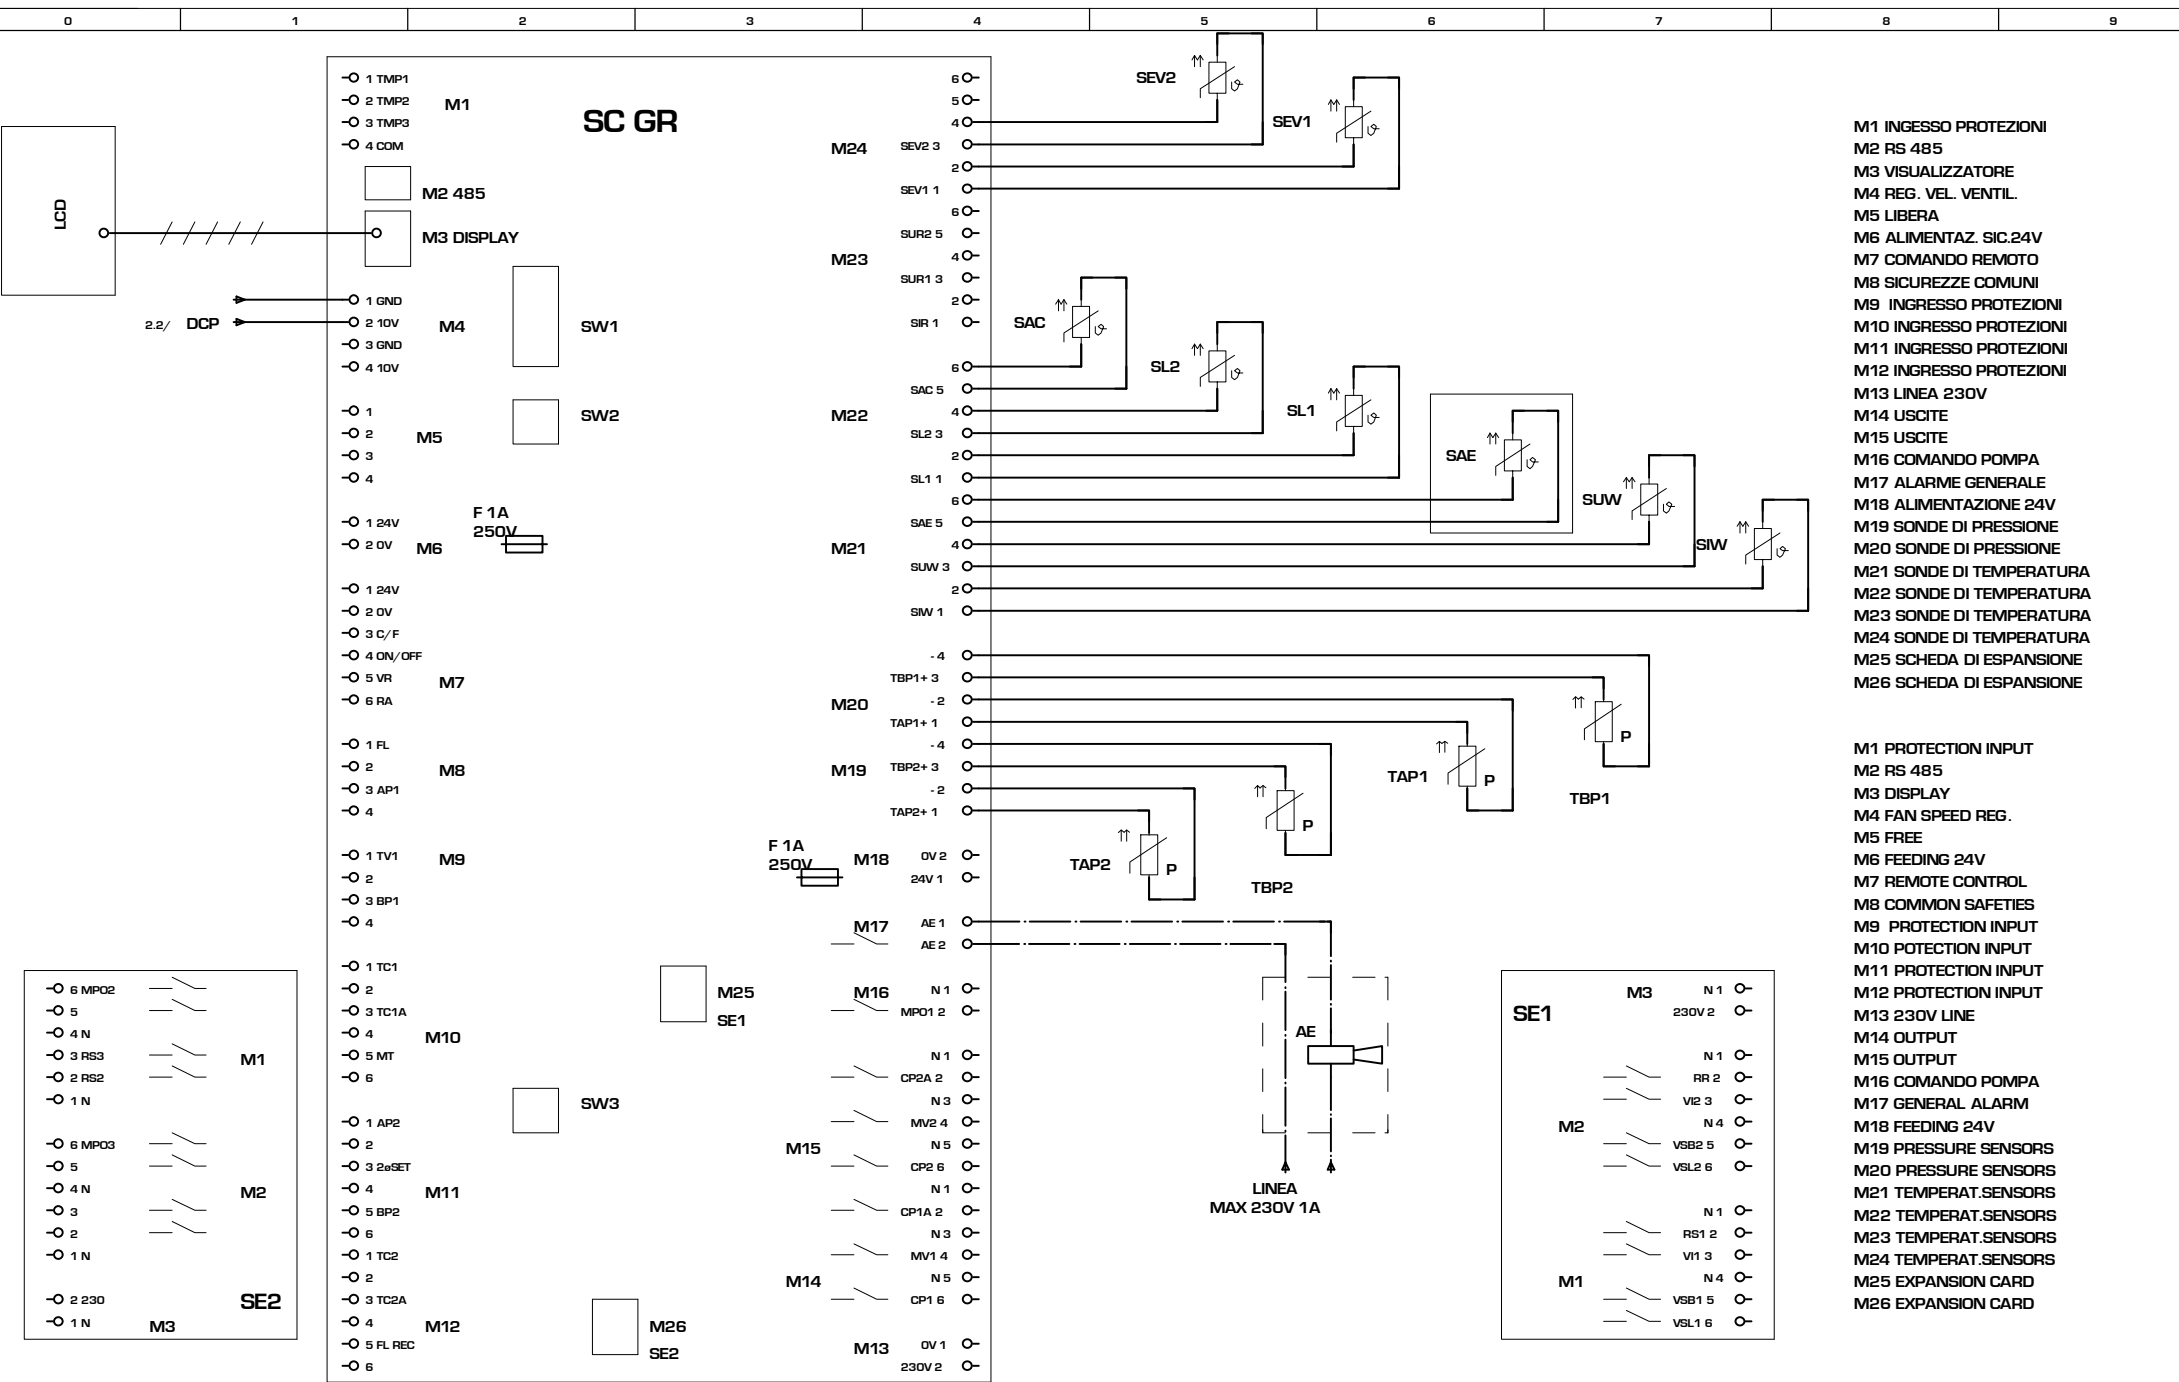 0 1 2 3 4 5 6 7 8 9
LCD
2.2/ DCP
SC GR
1 TMP1
2 TMP2
3 TMP3
4 COM
M1
M2 485
M3 DISPLAY
1 GND
2 10V
3 GND
4 10V
M4
SW1
SW2
1
2
3
4
M5
F 1A
250V
1 24V
2 0V
M6
1 24V
2 0V
3 C/F
4 ON/OFF
5 VR
6 RA
M7
1 FL
2
3 AP1
4
M8
1 TV1
2
3 BP1
4
M9
1 TC1
2
3 TC1A
4
5 MT
6
M10
1 AP2
2
3 2øSET
4
5 BP2
6
M11
1 TC2
2
3 TC2A
4
5 FL REC
6
M12
M25
SE1
SW3
M26
SE2
M24
6
5
4
SEV2 3
2
SEV1 1
M23
6
SUR2 5
4
SUR1 3
2
SIR 1
M22
6
SAC 5
4
SL2 3
2
SL1 1
M21
6
SAE 5
4
SUW 3
2
SIW 1
M20
- 4
TBP1+ 3
- 2
TAP1+ 1
M19
- 4
TBP2+ 3
- 2
TAP2+ 1
F 1A
250V
M18
0V 2
24V 1
M17
AE 1
AE 2
M16
N 1
MPO1 2
M15
N 1
CP2A 2
N 3
MV2 4
N 5
CP2 6
M14
N 1
CP1A 2
N 3
MV1 4
N 5
CP1 6
M13
0V 1
230V 2
SEV2
SEV1
SAC
SL2
SL1
SAE
SUW
SIW
TBP1
P
TAP1
P
TBP2
P
TAP2
P
AE
LINEA
MAX 230V 1A
6 MPO2
5
4 N
3 RS3
2 RS2
1 N
M1
6 MPO3
5
4 N
3
2
1 N
M2
2 230
1 N
M3
SE2
SE1
M3
N 1
230V 2
M2
N 1
RR 2
VI2 3
N 4
VSB2 5
VSL2 6
M1
N 1
RS1 2
VI1 3
N 4
VSB1 5
VSL1 6
M1 INGESSO PROTEZIONI
M2 RS 485
M3 VISUALIZZATORE
M4 REG. VEL. VENTIL.
M5 LIBERA
M6 ALIMENTAZ. SIC.24V
M7 COMANDO REMOTO
M8 SICUREZZE COMUNI
M9 INGRESSO PROTEZIONI
M10 INGRESSO PROTEZIONI
M11 INGRESSO PROTEZIONI
M12 INGRESSO PROTEZIONI
M13 LINEA 230V
M14 USCITE
M15 USCITE
M16 COMANDO POMPA
M17 ALARME GENERALE
M18 ALIMENTAZIONE 24V
M19 SONDE DI PRESSIONE
M20 SONDE DI PRESSIONE
M21 SONDE DI TEMPERATURA
M22 SONDE DI TEMPERATURA
M23 SONDE DI TEMPERATURA
M24 SONDE DI TEMPERATURA
M25 SCHEDA DI ESPANSIONE
M26 SCHEDA DI ESPANSIONE
M1 PROTECTION INPUT
M2 RS 485
M3 DISPLAY
M4 FAN SPEED REG.
M5 FREE
M6 FEEDING 24V
M7 REMOTE CONTROL
M8 COMMON SAFETIES
M9 PROTECTION INPUT
M10 POTECTION INPUT
M11 PROTECTION INPUT
M12 PROTECTION INPUT
M13 230V LINE
M14 OUTPUT
M15 OUTPUT
M16 COMANDO POMPA
M17 GENERAL ALARM
M18 FEEDING 24V
M19 PRESSURE SENSORS
M20 PRESSURE SENSORS
M21 TEMPERAT.SENSORS
M22 TEMPERAT.SENSORS
M23 TEMPERAT.SENSORS
M24 TEMPERAT.SENSORS
M25 EXPANSION CARD
M26 EXPANSION CARD